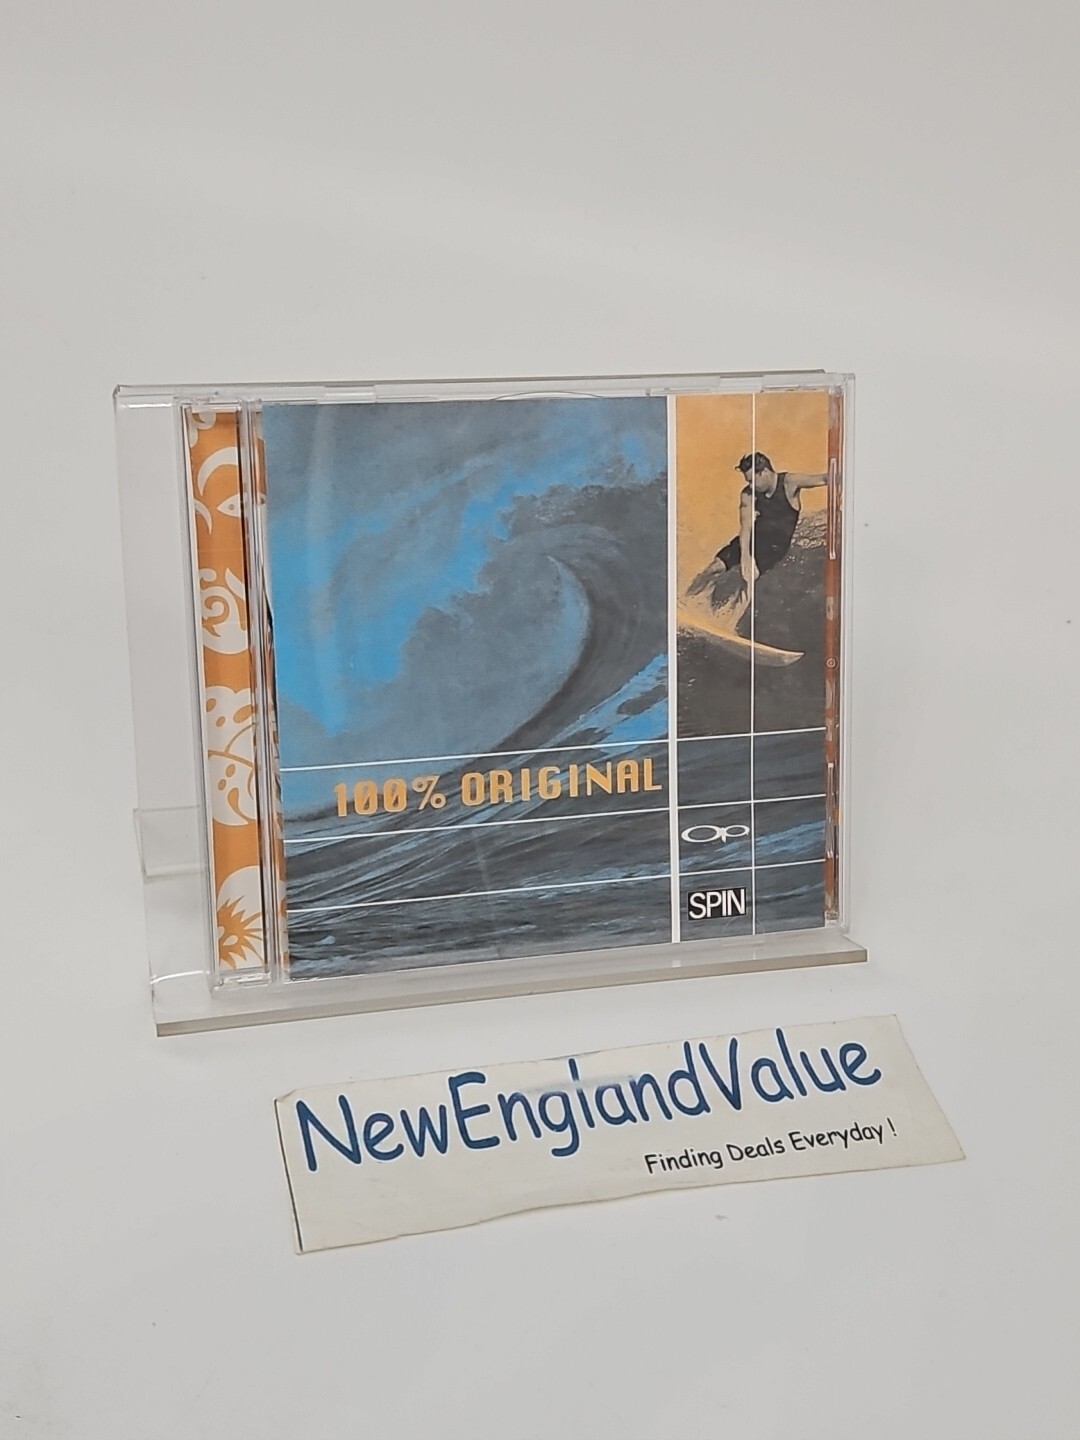 100% ORIGINAL
Op
SPIN
NewEnglandValue
Finding Deals Everyday !